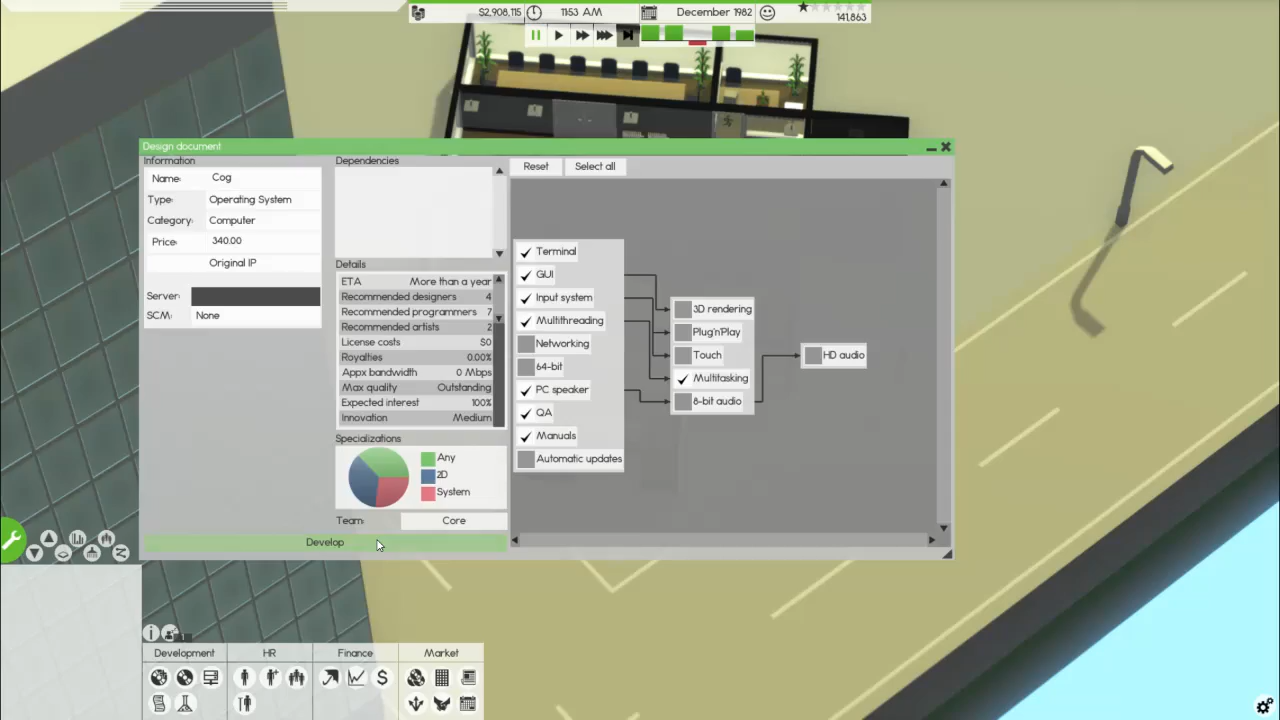 $2,908,115 11:53 AM December 1982 141.863
Design document
Information
Name: Cog
Type: Operating System
Category: Computer
Price: 340.00
Original IP
Server:
SCM: None
Dependencies
Details
ETA More than a year
Recommended designers 4
Recommended programmers 7
Recommended artists 2
License costs $0
Royalties 0.00%
Appx bandwidth 0 Mbps
Max quality Outstanding
Expected interest 100%
Innovation Medium
Specializations
Any
2D
System
Team: Core
Develop
Reset Select all
Terminal
GUI
Input system
Multithreading
Networking
64-bit
PC speaker
QA
Manuals
Automatic updates
3D rendering
Plug'n'Play
Touch
Multitasking
8-bit audio
HD audio
1
Development HR Finance Market